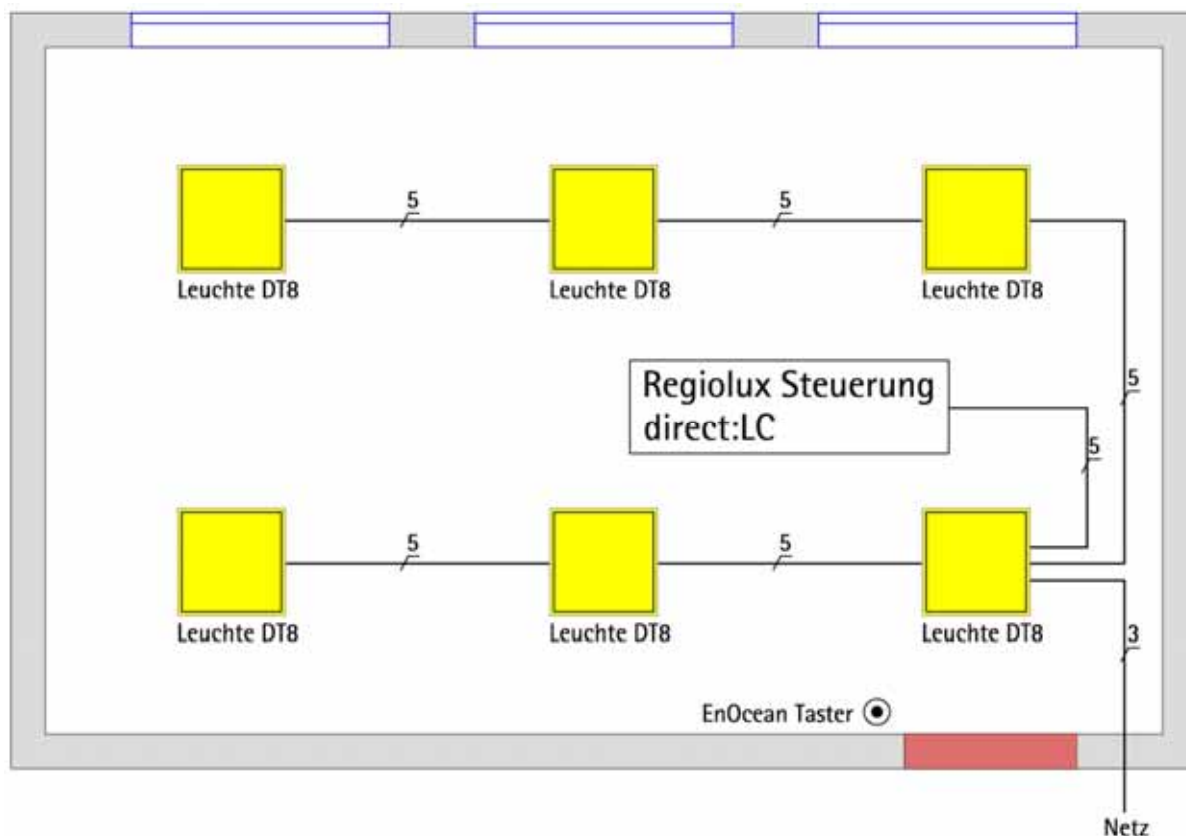 5
5
Leuchte DT8
Leuchte DT8
Leuchte DT8
Regiolux Steuerung
direct:LC
5
5
5
5
Leuchte DT8
Leuchte DT8
Leuchte DT8
3
EnOcean Taster
Netz